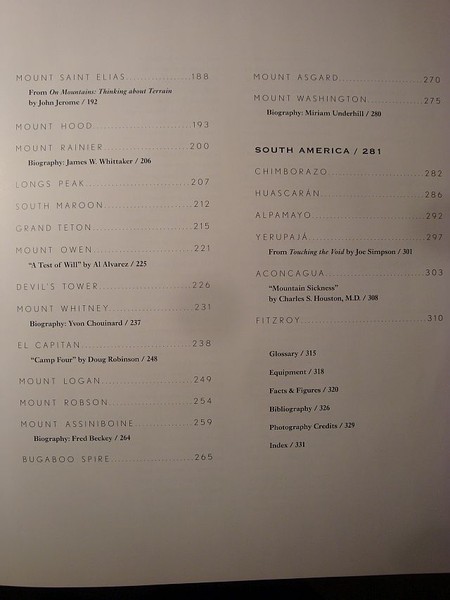 MOUNT SAINT ELIAS..................188
From On Mountains: Thinking about Terrain
by John Jerome / 192
MOUNT HOOD..................193
MOUNT RAINIER..................200
Biography: James W. Whittaker / 206
LONGS PEAK..................207
SOUTH MAROON..................212
GRAND TETON..................215
MOUNT OWEN..................221
"A Test of Will" by Al Alvarez / 225
DEVIL'S TOWER..................226
MOUNT WHITNEY..................231
Biography: Yvon Chouinard / 237
EL CAPITAN..................238
"Camp Four" by Doug Robinson / 248
MOUNT LOGAN..................249
MOUNT ROBSON..................254
MOUNT ASSINIBOINE..................259
Biography: Fred Beckey / 264
BUGABOO SPIRE..................265
MOUNT ASGARD..................270
MOUNT WASHINGTON..................275
Biography: Miriam Underhill / 280
SOUTH AMERICA / 281
CHIMBORAZO..................282
HUASCARÁN..................286
ALPAMAYO..................292
YERUPAJÁ..................297
From Touching the Void by Joe Simpson / 301
ACONCAGUA..................303
"Mountain Sickness"
by Charles S. Houston, M.D. / 308
FITZROY..................310
Glossary / 315
Equipment / 318
Facts & Figures / 320
Bibliography / 326
Photography Credits / 329
Index / 331